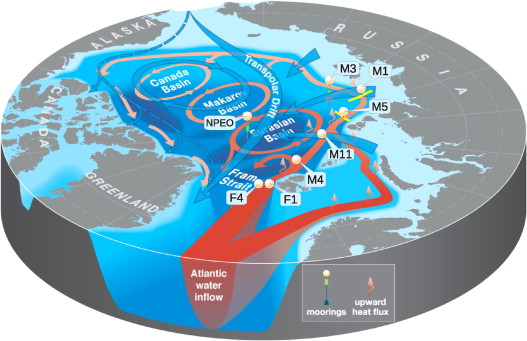 ALASKA
RUSSIA
CANADA
GREENLAND
Canada
Basin
Makarov
Basin
Eurasian
Basin
Transpolar Drift
Fram
Strait
NPEO
M3
M1
M5
M11
M4
F4
F1
Atlantic
water
inflow
moorings
upward
heat flux